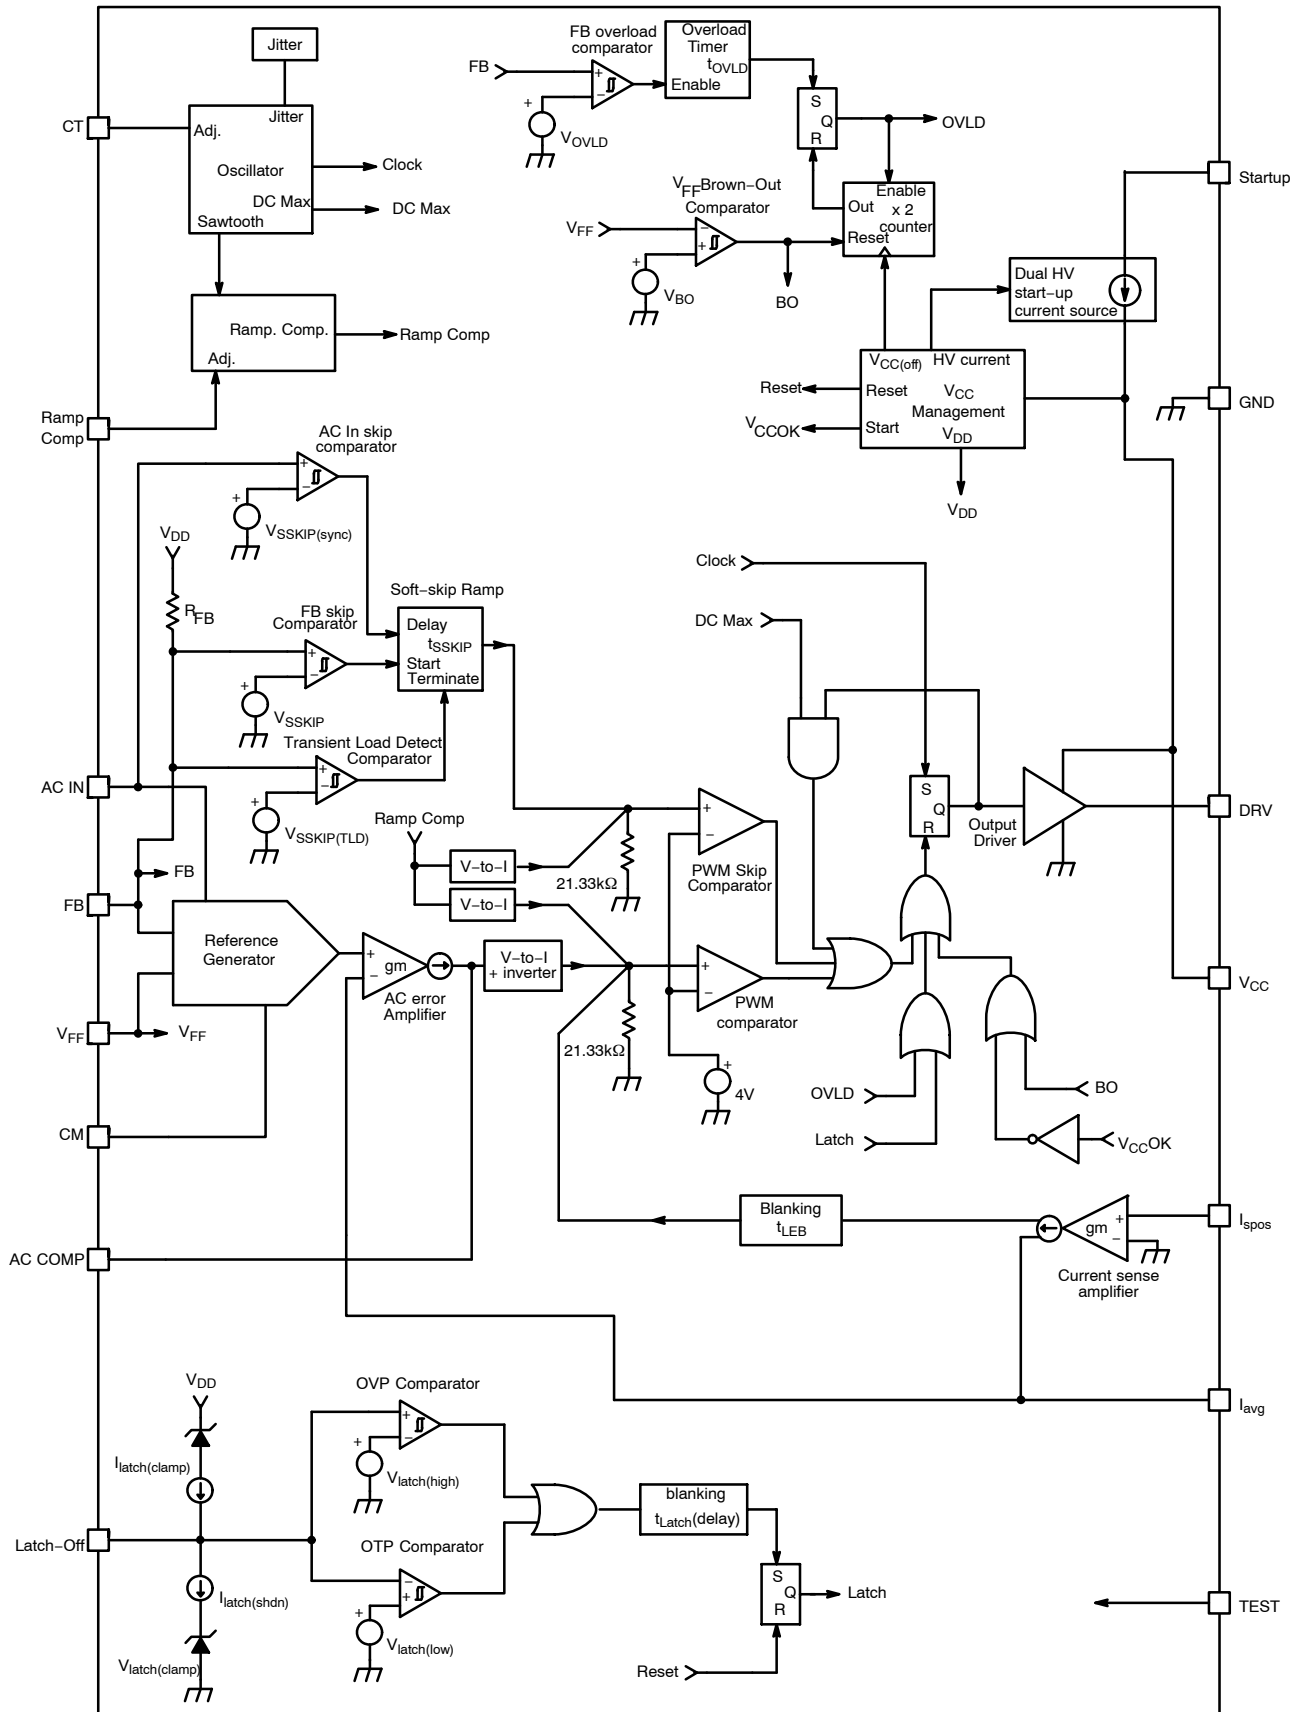 Jitter
CT
Adj.
Jitter
Oscillator
DC Max
Sawtooth
Clock
DC Max
Ramp. Comp.
Adj.
Ramp Comp
Ramp
Comp
FB overload
comparator
FB
+
−
+
VOVLD
Overload
Timer
tOVLD
Enable
S
Q
R
OVLD
VFF Brown−Out
Comparator
VFF
−
+
+
VBO
BO
Enable
Out
x 2
counter
Reset
Startup
Dual HV
start−up
current source
VCC(off)
HV current
Reset
Reset
VCC
Management
VCCOK
Start
VDD
VDD
GND
AC In skip
comparator
+
−
+
VSSKIP(sync)
VDD
RFB
FB skip
Comparator
+
−
+
VSSKIP
Soft−skip Ramp
Delay
tSSKIP
Start
Terminate
Transient Load Detect
Comparator
+
−
+
VSSKIP(TLD)
Clock
DC Max
AC IN
Ramp Comp
V−to−I
V−to−I
21.33kΩ
+
−
PWM Skip
Comparator
S
Q
R
Output
Driver
DRV
FB
FB
Reference
Generator
+
−
gm
AC error
Amplifier
V−to−I
+ inverter
21.33kΩ
+
−
PWM
comparator
+
4V
VCC
VFF
VFF
CM
OVLD
Latch
BO
VCCOK
Blanking
tLEB
gm
+
−
Ispos
Current sense
amplifier
AC COMP
Iavg
VDD
Ilatch(clamp)
Latch−Off
Ilatch(shdn)
Vlatch(clamp)
OVP Comparator
+
−
+
Vlatch(high)
OTP Comparator
−
+
+
Vlatch(low)
blanking
tLatch(delay)
S
Q
R
Latch
Reset
TEST